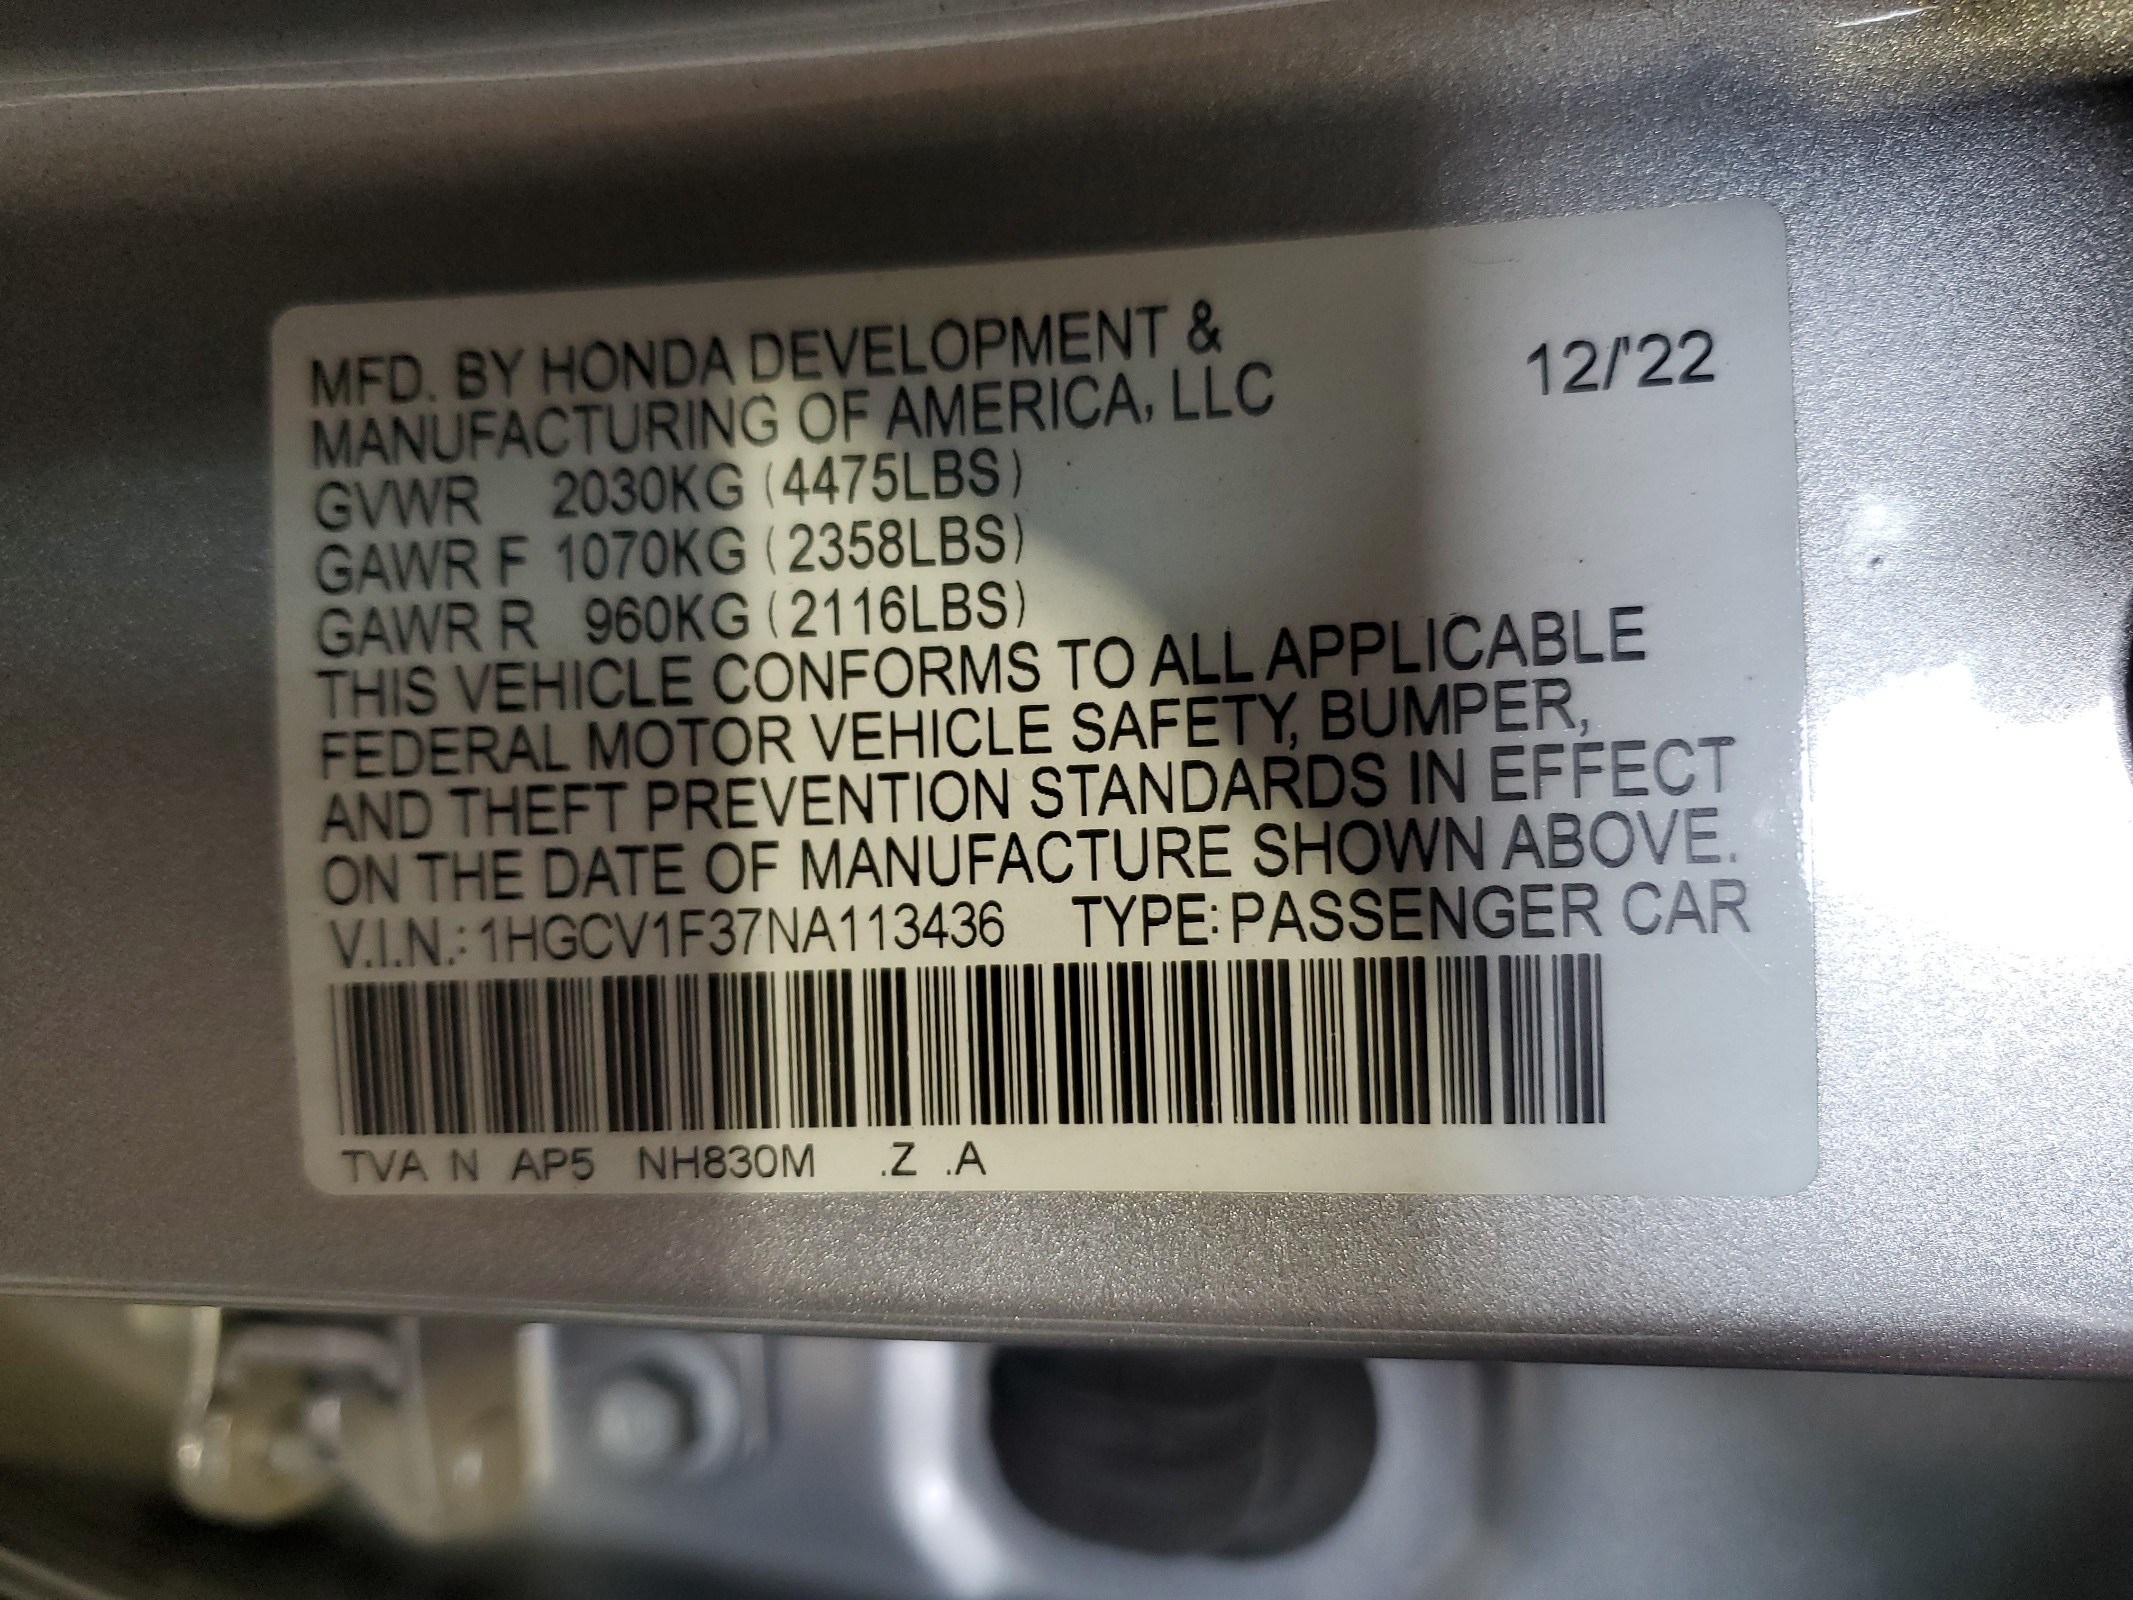 MFD. BY HONDA DEVELOPMENT &
MANUFACTURING OF AMERICA, LLC
12/'22
GVWR 2030KG (4475LBS)
GAWR F 1070KG (2358LBS)
GAWR R 960KG (2116LBS)
THIS VEHICLE CONFORMS TO ALL APPLICABLE
FEDERAL MOTOR VEHICLE SAFETY, BUMPER,
AND THEFT PREVENTION STANDARDS IN EFFECT
ON THE DATE OF MANUFACTURE SHOWN ABOVE.
V.I.N.: 1HGCV1F37NA113436 TYPE: PASSENGER CAR
TVA N AP5 NH830M .Z .A